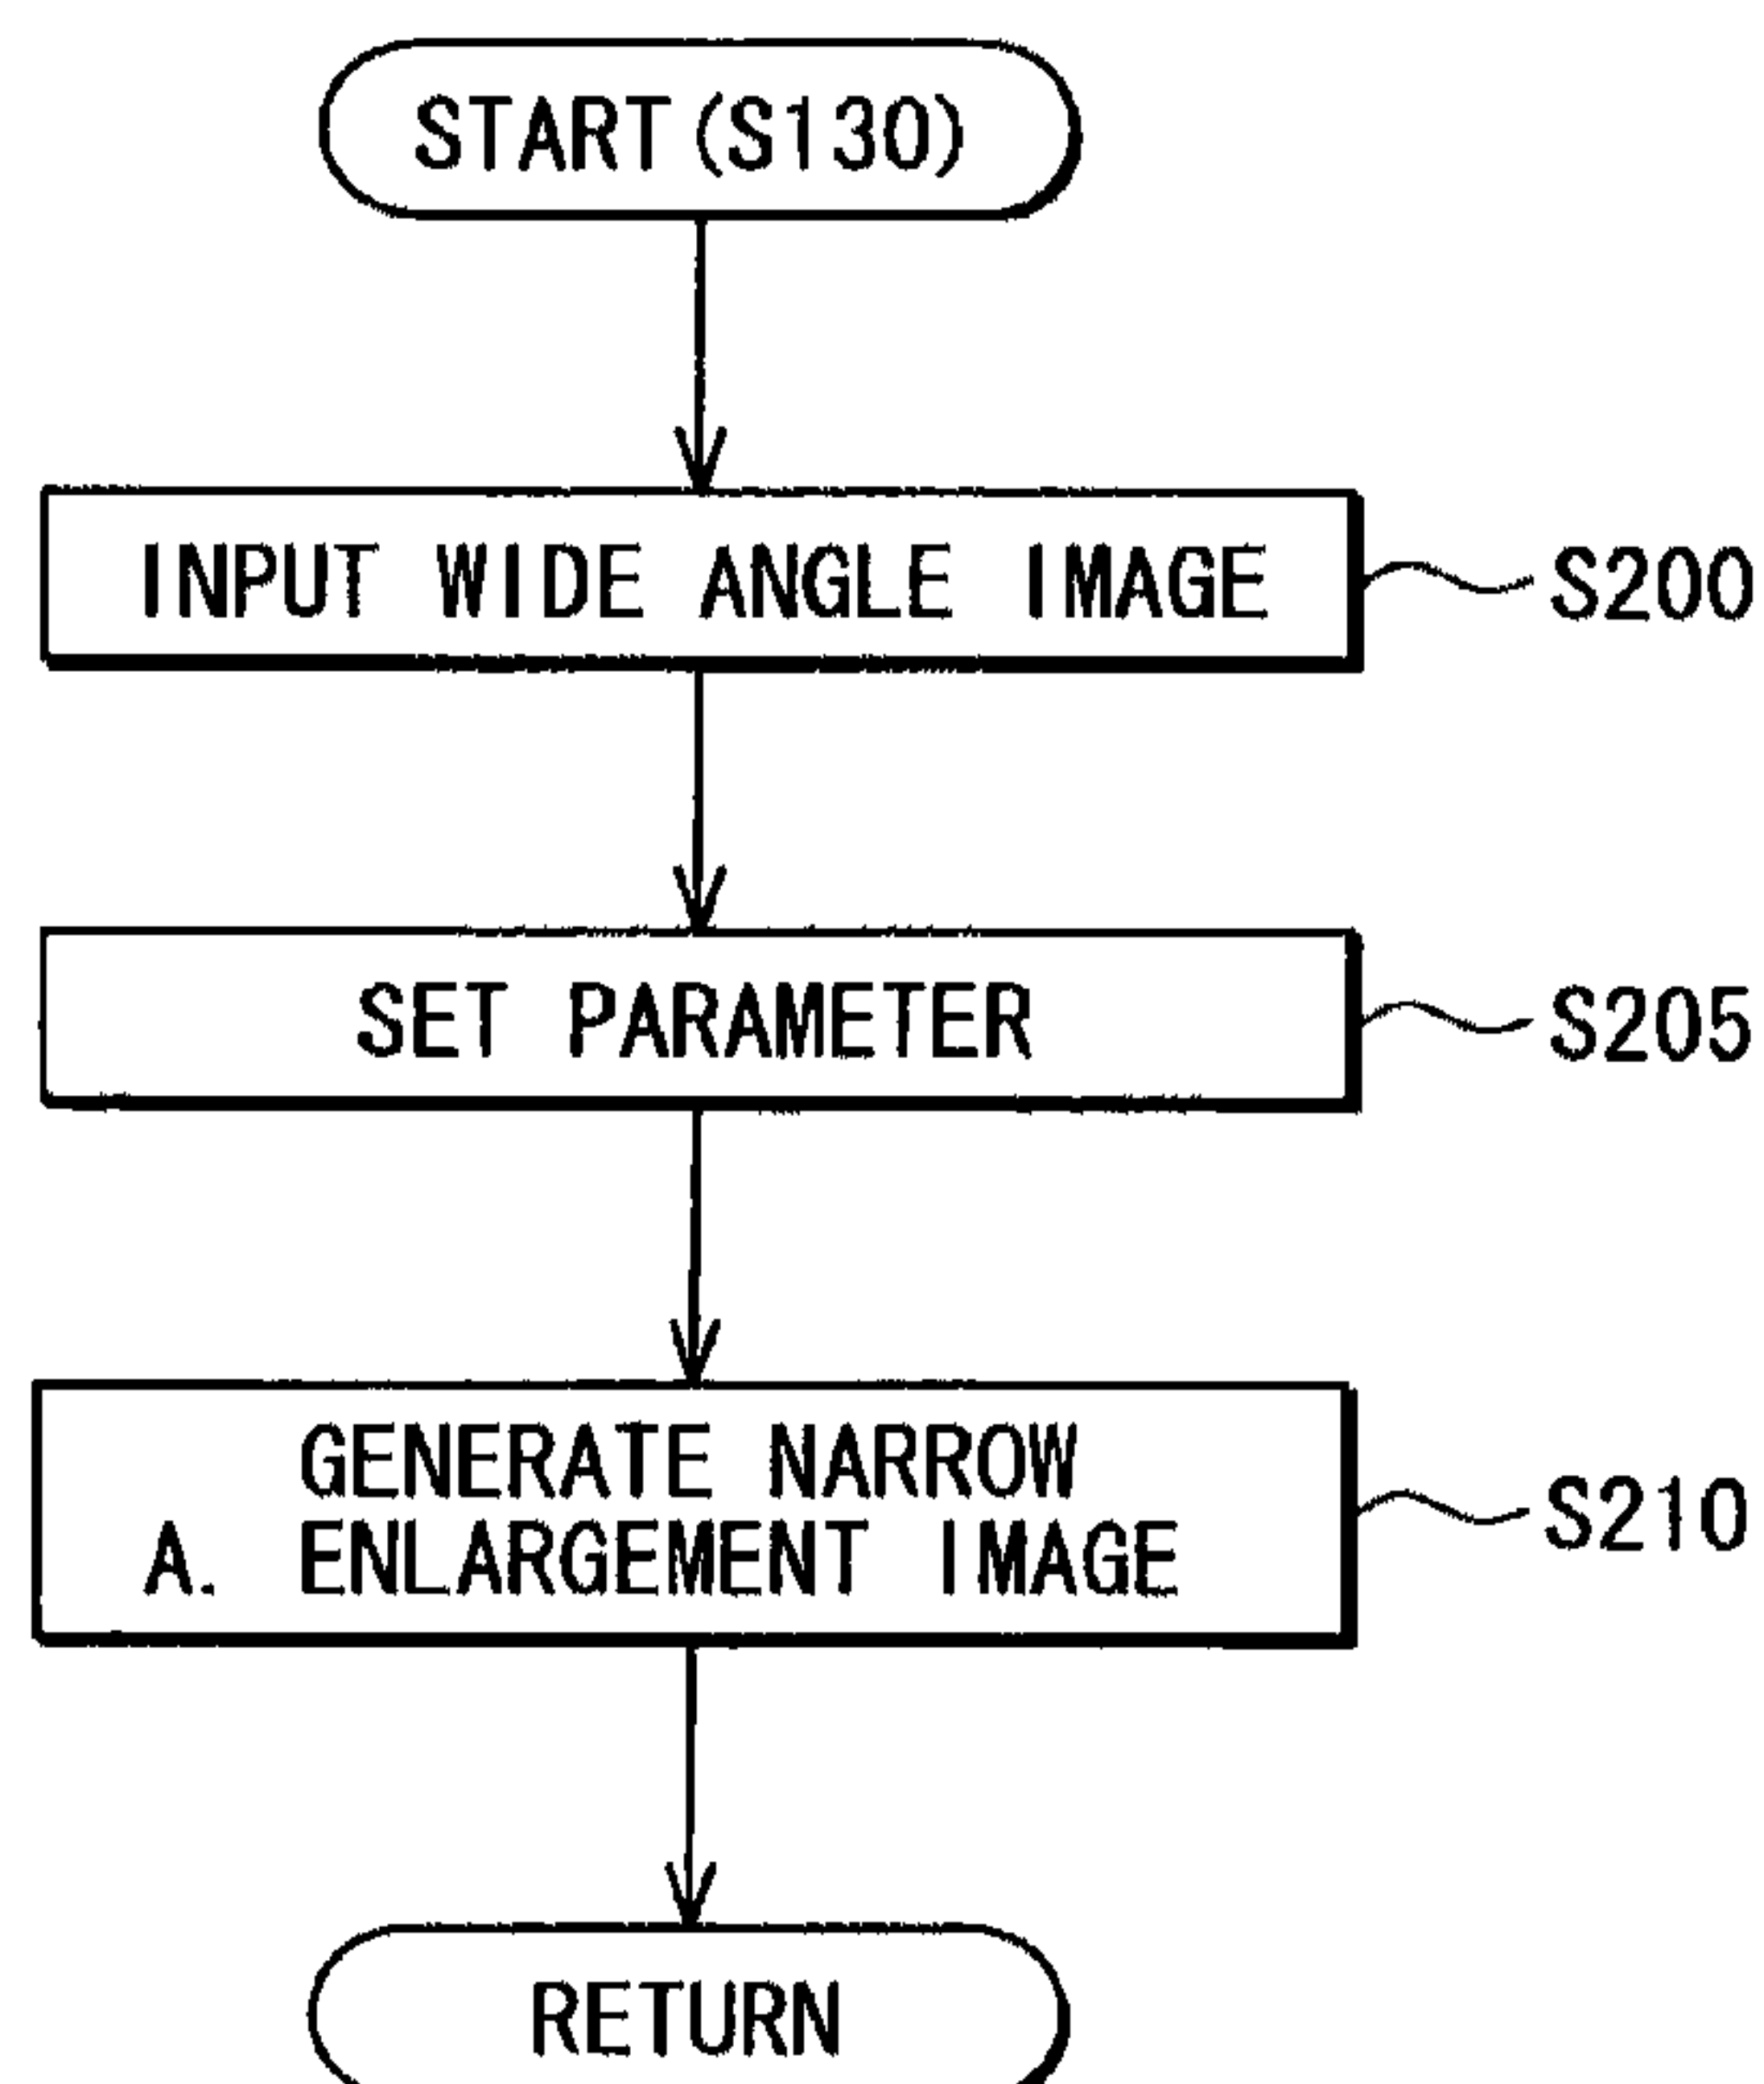 START(S130)
INPUT WIDE ANGLE IMAGE
S200
SET PARAMETER
S205
GENERATE NARROW
A. ENLARGEMENT IMAGE
S210
RETURN